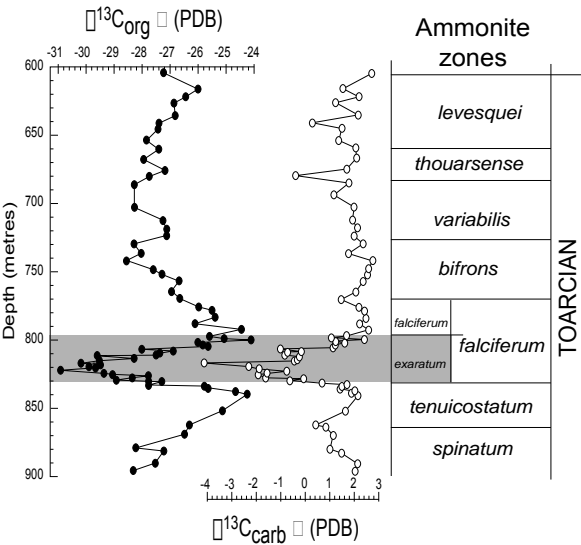 ▯13Corg ▯ (PDB)
-31 -30 -29 -28 -27 -26 -25 -24
Ammonite
zones
Depth (metres)
600
650
700
750
800
850
900
levesquei
thouarsense
variabilis
bifrons
falciferum
falciferum
exaratum
tenuicostatum
spinatum
TOARCIAN
-4 -3 -2 -1 0 1 2 3
▯13Ccarb ▯ (PDB)